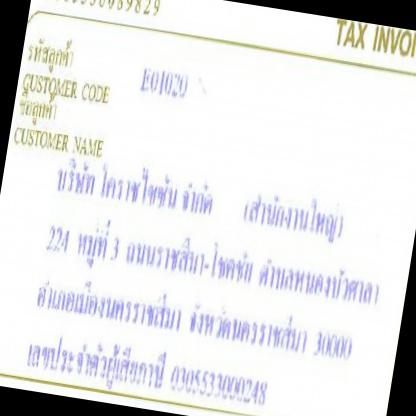 TAX INVOI
รหัสลูกค้า
CUSTOMER CODE E01020
ชื่อลูกค้า
CUSTOMER NAME
บริษัท โคราชไซซัน จำกัด (สำนักงานใหญ่)
224 หมู่ที่ 3 ถนนราชสีมา-โชคชัย ตำบลหนองบัวศาลา
อำเภอเมืองนครราชสีมา จังหวัดนครราชสีมา 30000
เลขประจำตัวผู้เสียภาษี 0305533000248